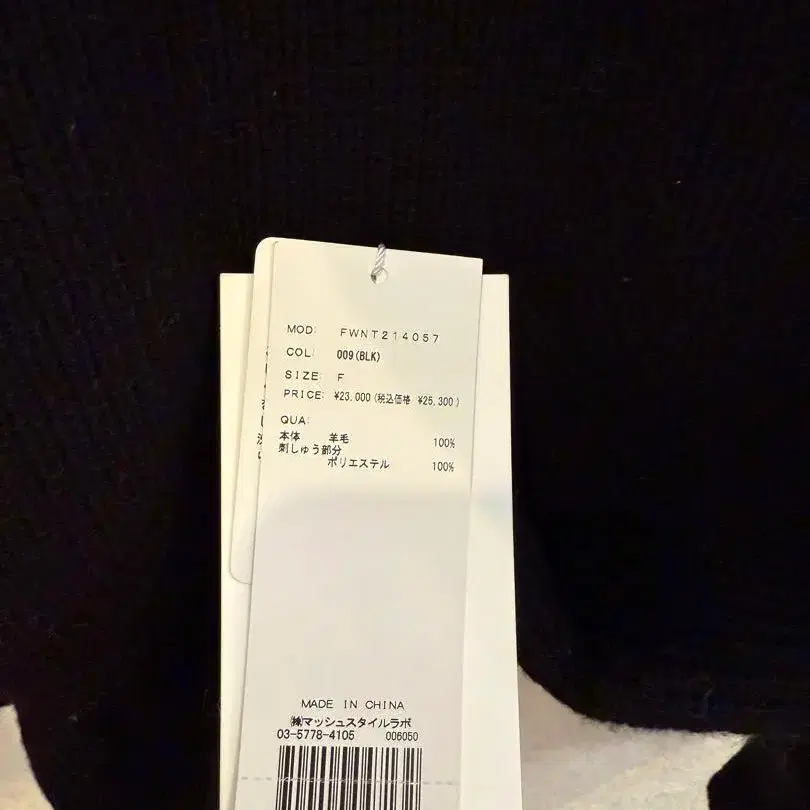 MOD: FWNT214057
COL: 009(BLK)
SIZE: F
PRICE: ¥23,000(税込価格 ¥25,300)
QUA:
本体 羊毛 100%
刺しゅう部分
ポリエステル 100%
MADE IN CHINA
㈱マッシュスタイルラボ
03-5778-4105 006050